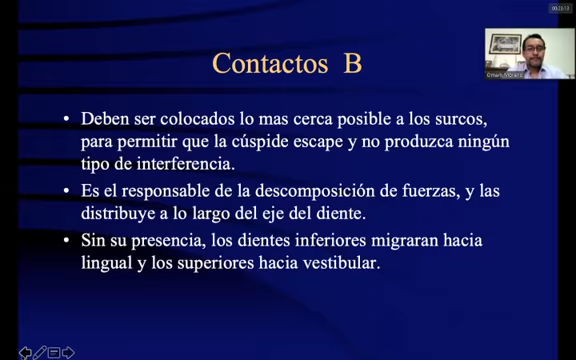 Contactos B
• Deben ser colocados lo mas cerca posible a los surcos,
para permitir que la cúspide escape y no produzca ningún
tipo de interferencia.
• Es el responsable de la descomposición de fuerzas, y las
distribuye a lo largo del eje del diente.
• Sin su presencia, los dientes inferiores migraran hacia
lingual y los superiores hacia vestibular.